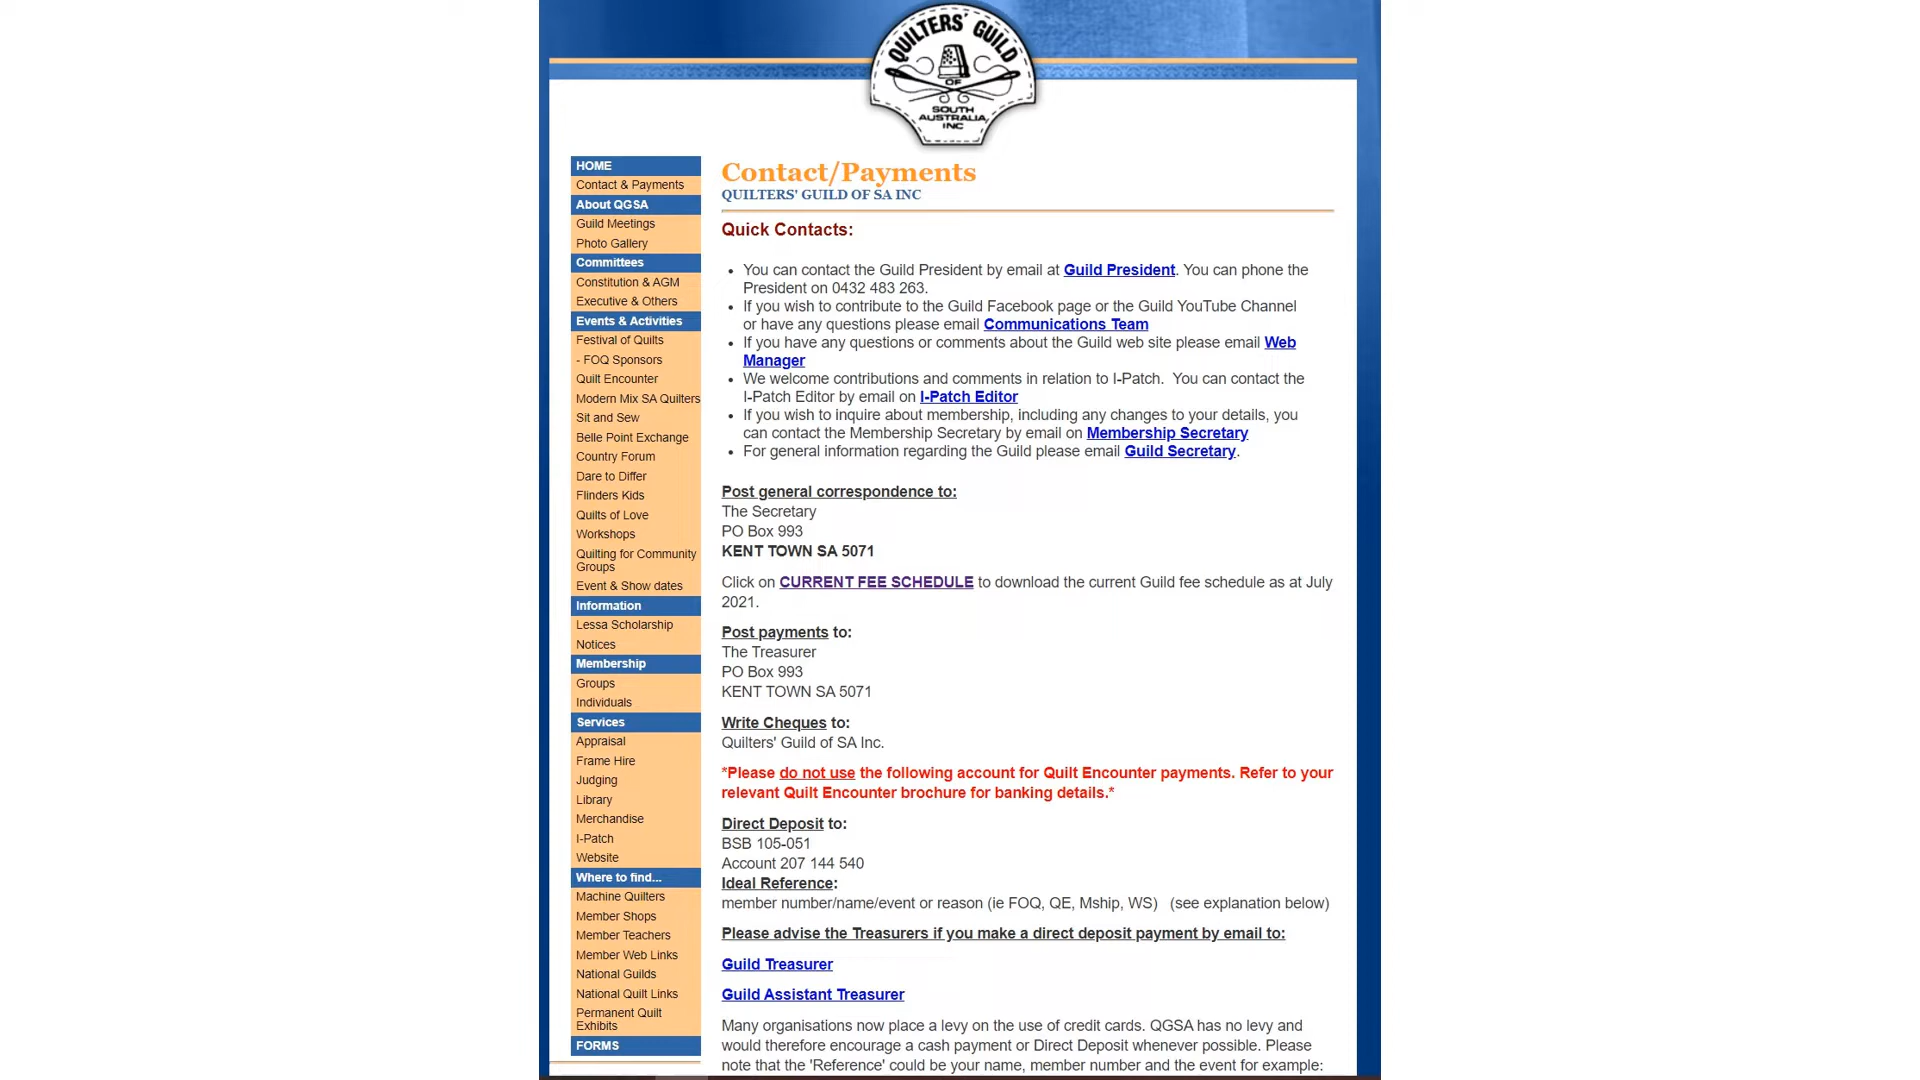 QUILTERS' GUILD
OF
SOUTH
AUSTRALIA
INC
HOME
Contact & Payments
About QGSA
Guild Meetings
Photo Gallery
Committees
Constitution & AGM
Executive & Others
Events & Activities
Festival of Quilts
- FOQ Sponsors
Quilt Encounter
Modern Mix SA Quilters
Sit and Sew
Belle Point Exchange
Country Forum
Dare to Differ
Flinders Kids
Quilts of Love
Workshops
Quilting for Community
Groups
Event & Show dates
Information
Lessa Scholarship
Notices
Membership
Groups
Individuals
Services
Appraisal
Frame Hire
Judging
Library
Merchandise
I-Patch
Website
Where to find...
Machine Quilters
Member Shops
Member Teachers
Member Web Links
National Guilds
National Quilt Links
Permanent Quilt
Exhibits
FORMS
Contact/Payments
QUILTERS' GUILD OF SA INC
Quick Contacts:
• You can contact the Guild President by email at Guild President. You can phone the
President on 0432 483 263.
• If you wish to contribute to the Guild Facebook page or the Guild YouTube Channel
or have any questions please email Communications Team
• If you have any questions or comments about the Guild web site please email Web
Manager
• We welcome contributions and comments in relation to I-Patch.  You can contact the
I-Patch Editor by email on I-Patch Editor
• If you wish to inquire about membership, including any changes to your details, you
can contact the Membership Secretary by email on Membership Secretary
• For general information regarding the Guild please email Guild Secretary.
Post general correspondence to:
The Secretary
PO Box 993
KENT TOWN SA 5071
Click on CURRENT FEE SCHEDULE to download the current Guild fee schedule as at July
2021.
Post payments to:
The Treasurer
PO Box 993
KENT TOWN SA 5071
Write Cheques to:
Quilters' Guild of SA Inc.
*Please do not use the following account for Quilt Encounter payments. Refer to your
relevant Quilt Encounter brochure for banking details.*
Direct Deposit to:
BSB 105-051
Account 207 144 540
Ideal Reference:
member number/name/event or reason (ie FOQ, QE, Mship, WS)   (see explanation below)
Please advise the Treasurers if you make a direct deposit payment by email to:
Guild Treasurer
Guild Assistant Treasurer
Many organisations now place a levy on the use of credit cards. QGSA has no levy and
would therefore encourage a cash payment or Direct Deposit whenever possible. Please
note that the 'Reference' could be your name, member number and the event for example: